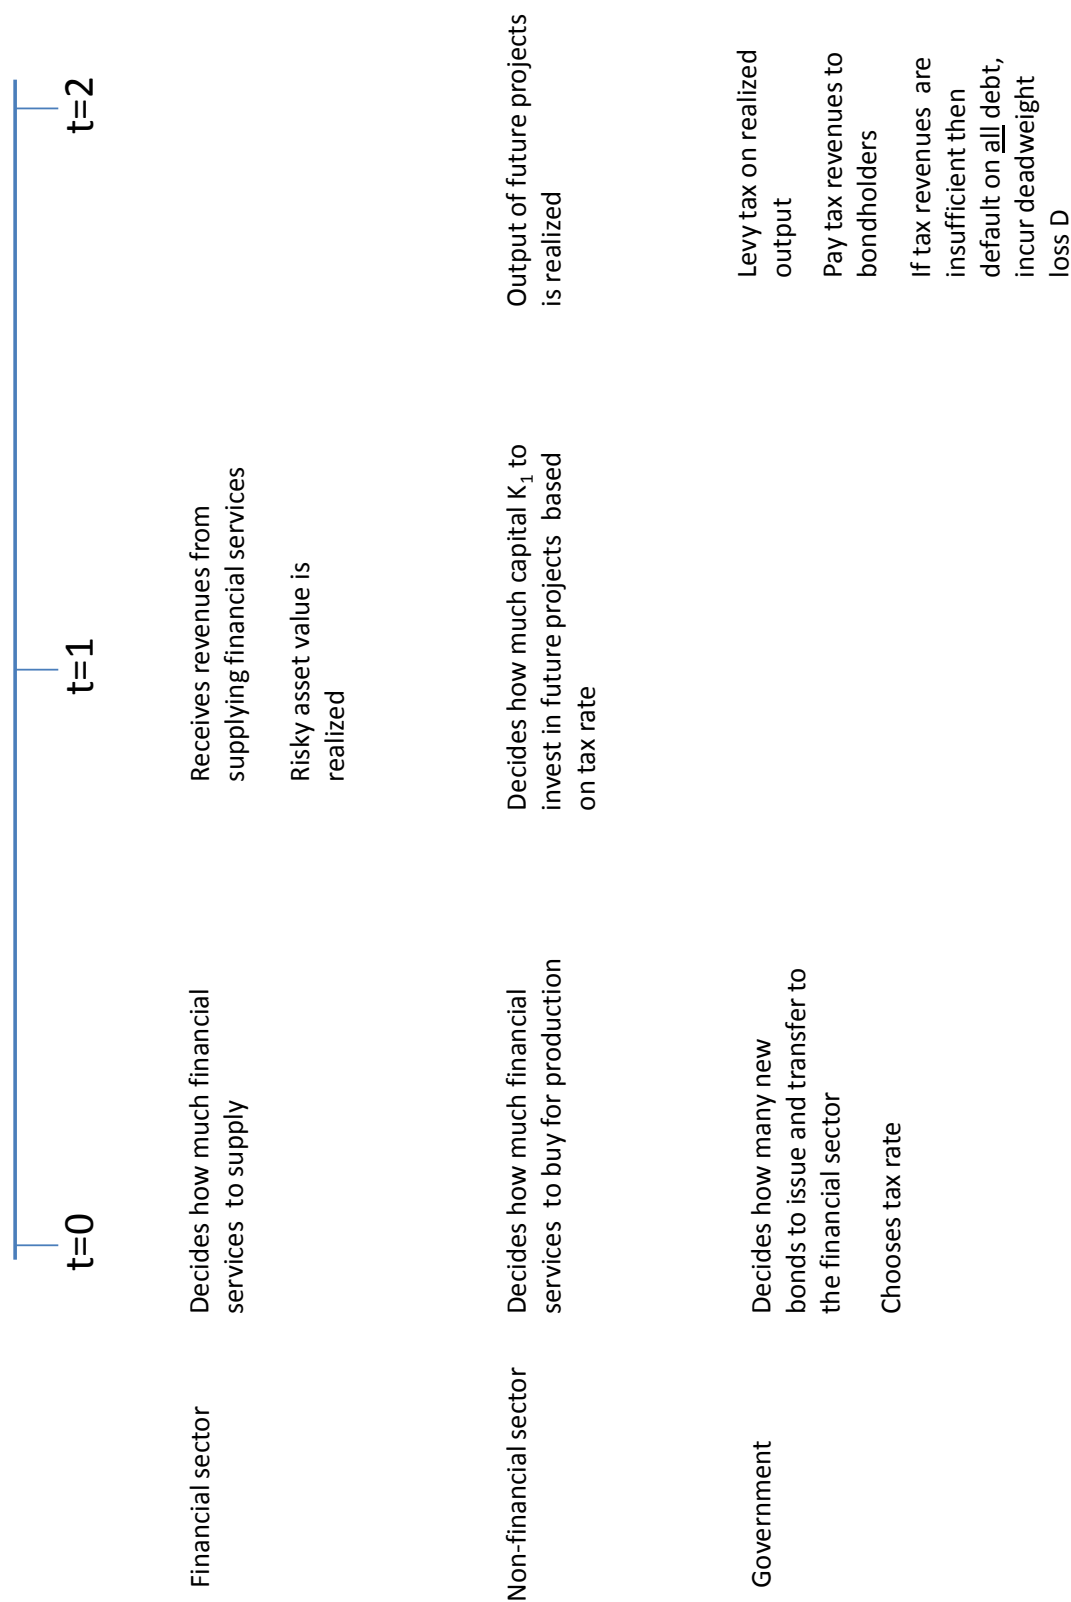 t=0
t=1
t=2
Financial sector
Decides how much financial
services to supply
Receives revenues from
supplying financial services
Risky asset value is
realized
Non-financial sector
Decides how much financial
services to buy for production
Decides how much capital K₁ to
invest in future projects based
on tax rate
Output of future projects
is realized
Government
Decides how many new
bonds to issue and transfer to
the financial sector
Chooses tax rate
Levy tax on realized
output
Pay tax revenues to
bondholders
If tax revenues are
insufficient then
default on all debt,
incur deadweight
loss D